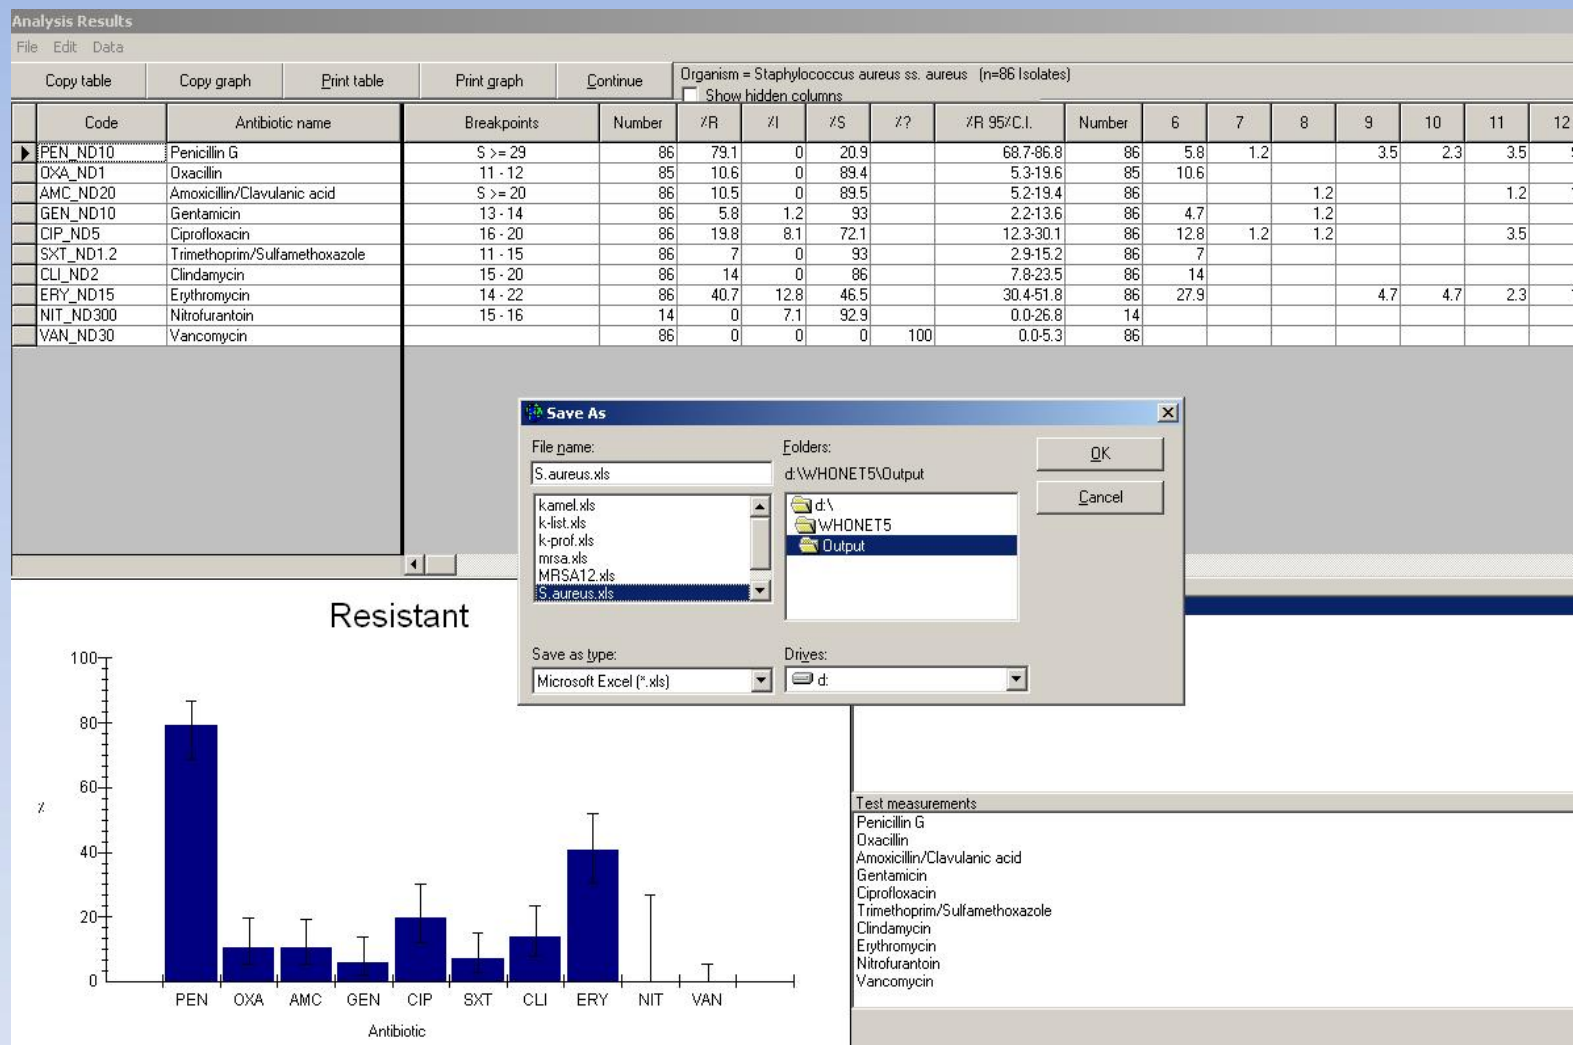 Analysis Results
File Edit Data
Copy table Copy graph Print table Print graph Continue Organism = Staphylococcus aureus ss. aureus (n=86 Isolates)
Show hidden columns
Code Antibiotic name Breakpoints Number %R %I %S %? %R 95%C.I. Number 6 7 8 9 10 11 12
PEN_ND10 Penicillin G S >= 29 86 79.1 0 20.9 68.7-86.8 86 5.8 1.2 3.5 2.3 3.5
OXA_ND1 Oxacillin 11 - 12 85 10.6 0 89.4 5.3-19.6 85 10.6
AMC_ND20 Amoxicillin/Clavulanic acid S >= 20 86 10.5 0 89.5 5.2-19.4 86 1.2 1.2
GEN_ND10 Gentamicin 13 - 14 86 5.8 1.2 93 2.2-13.6 86 4.7 1.2
CIP_ND5 Ciprofloxacin 16 - 20 86 19.8 8.1 72.1 12.3-30.1 86 12.8 1.2 1.2 3.5
SXT_ND1.2 Trimethoprim/Sulfamethoxazole 11 - 15 86 7 0 93 2.9-15.2 86 7
CLI_ND2 Clindamycin 15 - 20 86 14 0 86 7.8-23.5 86 14
ERY_ND15 Erythromycin 14 - 22 86 40.7 12.8 46.5 30.4-51.8 86 27.9 4.7 4.7 2.3
NIT_ND300 Nitrofurantoin 15 - 16 14 0 7.1 92.9 0.0-26.8 14
VAN_ND30 Vancomycin 86 0 0 0 100 0.0-5.3 86
Save As
File name: Folders:
OK
S.aureus.xls d:\WHONET5\Output
Cancel
kamel.xls
k-list.xls
k-prof.xls
mrsa.xls
MRSA12.xls
S.aureus.xls
d:\
WHONET5
Output
Save as type: Drives:
Microsoft Excel (*.xls) d:
Resistant
100
80
60
%
40
20
0
PEN OXA AMC GEN CIP SXT CLI ERY NIT VAN
Antibiotic
Test measurements
Penicillin G
Oxacillin
Amoxicillin/Clavulanic acid
Gentamicin
Ciprofloxacin
Trimethoprim/Sulfamethoxazole
Clindamycin
Erythromycin
Nitrofurantoin
Vancomycin